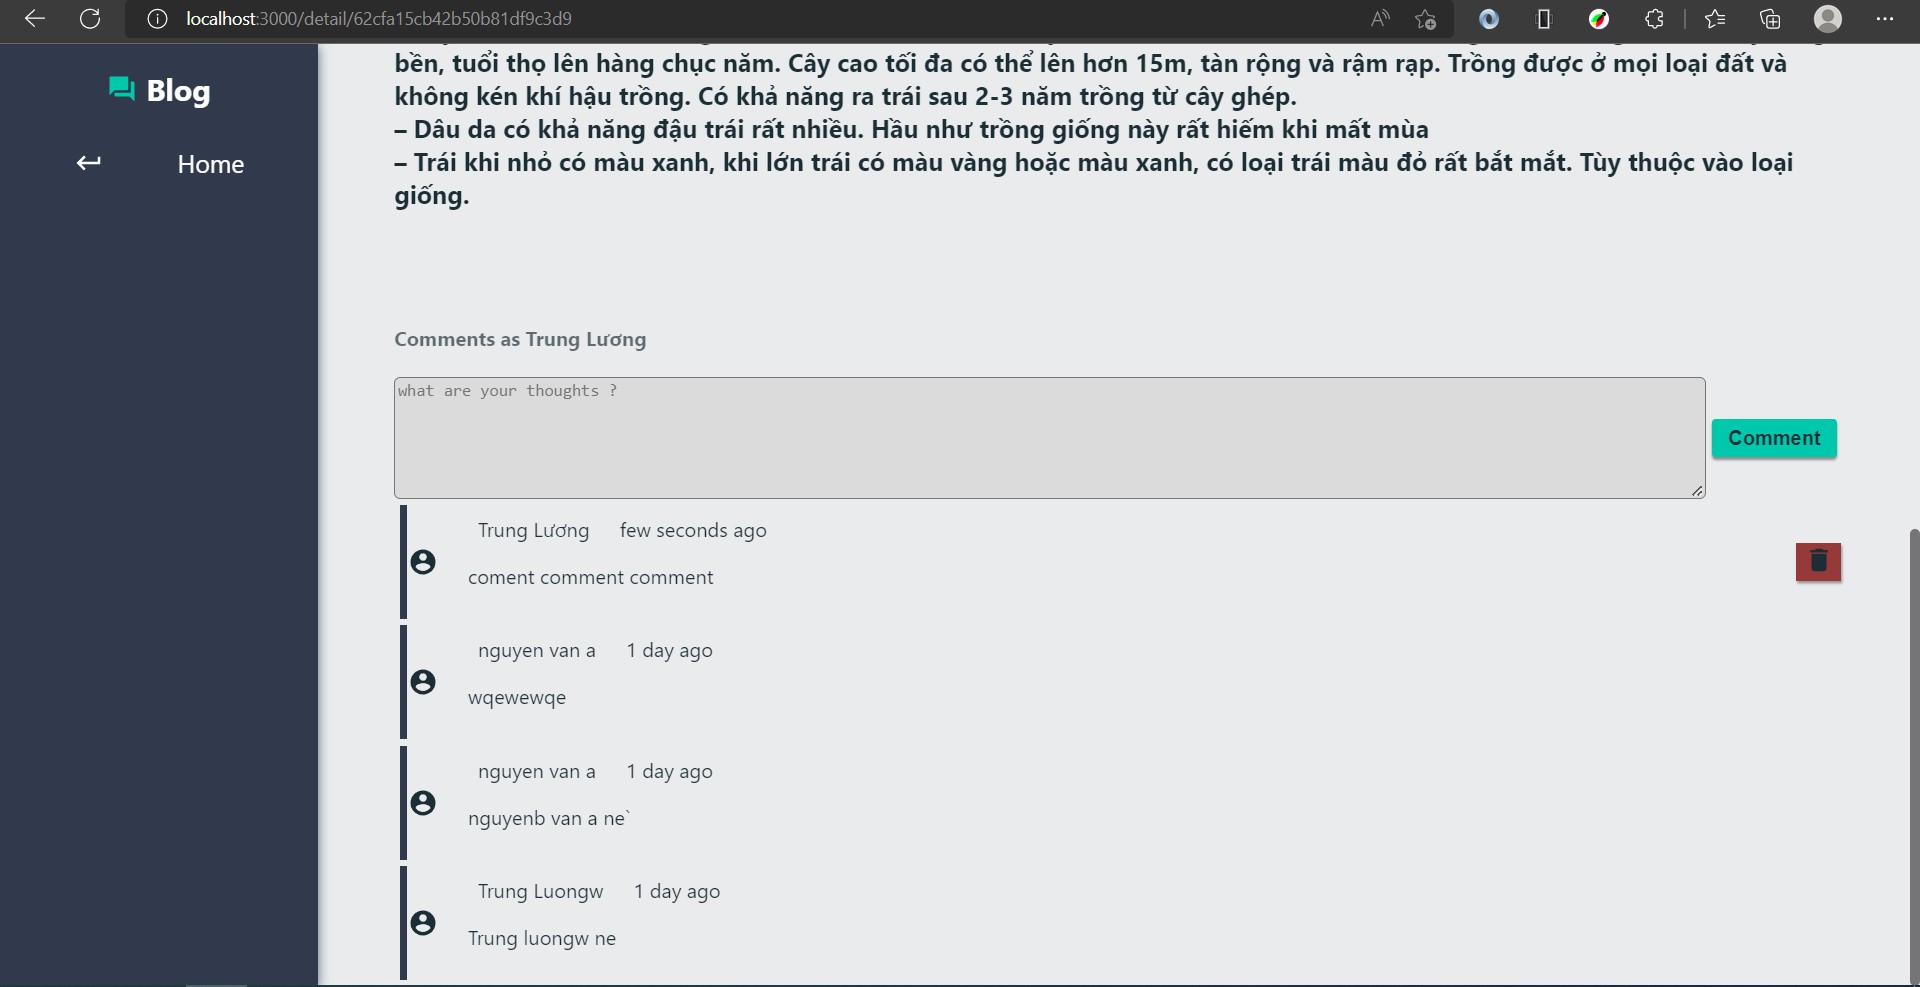 localhost:3000/detail/62cfa15cb42b50b81df9c3d9
Blog
Home
bền, tuổi thọ lên hàng chục năm. Cây cao tối đa có thể lên hơn 15m, tàn rộng và rậm rạp. Trồng được ở mọi loại đất và
không kén khí hậu trồng. Có khả năng ra trái sau 2-3 năm trồng từ cây ghép.
– Dâu da có khả năng đậu trái rất nhiều. Hầu như trồng giống này rất hiếm khi mất mùa
– Trái khi nhỏ có màu xanh, khi lớn trái có màu vàng hoặc màu xanh, có loại trái màu đỏ rất bắt mắt. Tùy thuộc vào loại
giống.
Comments as Trung Lương
what are your thoughts ?
Comment
Trung Lương few seconds ago
coment comment comment
nguyen van a 1 day ago
wqewewqe
nguyen van a 1 day ago
nguyenb van a ne`
Trung Luongw 1 day ago
Trung luongw ne